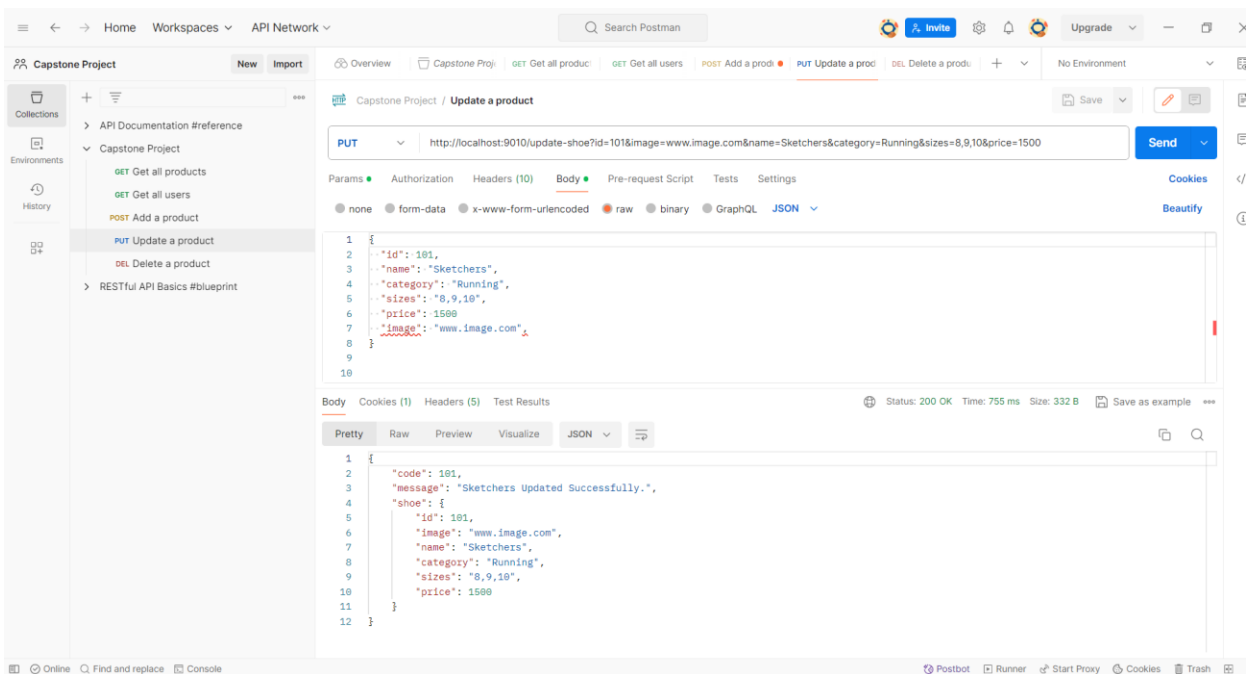 Home Workspaces API Network Search Postman Invite Upgrade
Capstone Project New Import Overview Capstone Proj GET Get all produc GET Get all users POST Add a prod PUT Update a prod DEL Delete a produ No Environment
Collections
Environments
History
API Documentation #reference
Capstone Project
GET Get all products
GET Get all users
POST Add a product
PUT Update a product
DEL Delete a product
RESTful API Basics #blueprint
HTTP Capstone Project / Update a product Save
PUT http://localhost:9010/update-shoe?id=101&image=www.image.com&name=Sketchers&category=Running&sizes=8,9,10&price=1500 Send
Params Authorization Headers (10) Body Pre-request Script Tests Settings Cookies
none form-data x-www-form-urlencoded raw binary GraphQL JSON Beautify
1 {
2 "id": 101,
3 "name": "Sketchers",
4 "category": "Running",
5 "sizes": "8,9,10",
6 "price": 1500
7 "image": "www.image.com",
8 }
9
10
Body Cookies (1) Headers (5) Test Results Status: 200 OK Time: 755 ms Size: 332 B Save as example
Pretty Raw Preview Visualize JSON
1 {
2 "code": 101,
3 "message": "Sketchers Updated Successfully.",
4 "shoe": {
5 "id": 101,
6 "image": "www.image.com",
7 "name": "Sketchers",
8 "category": "Running",
9 "sizes": "8,9,10",
10 "price": 1500
11 }
12 }
Online Find and replace Console Postbot Runner Start Proxy Cookies Trash